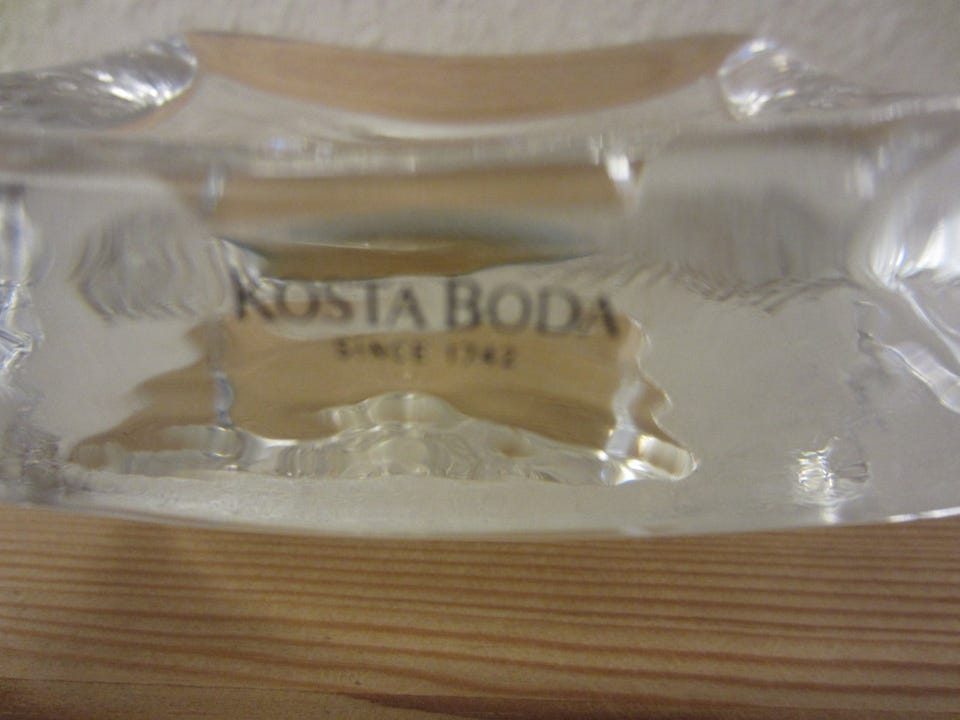 KOSTA BODA
SINCE 1742